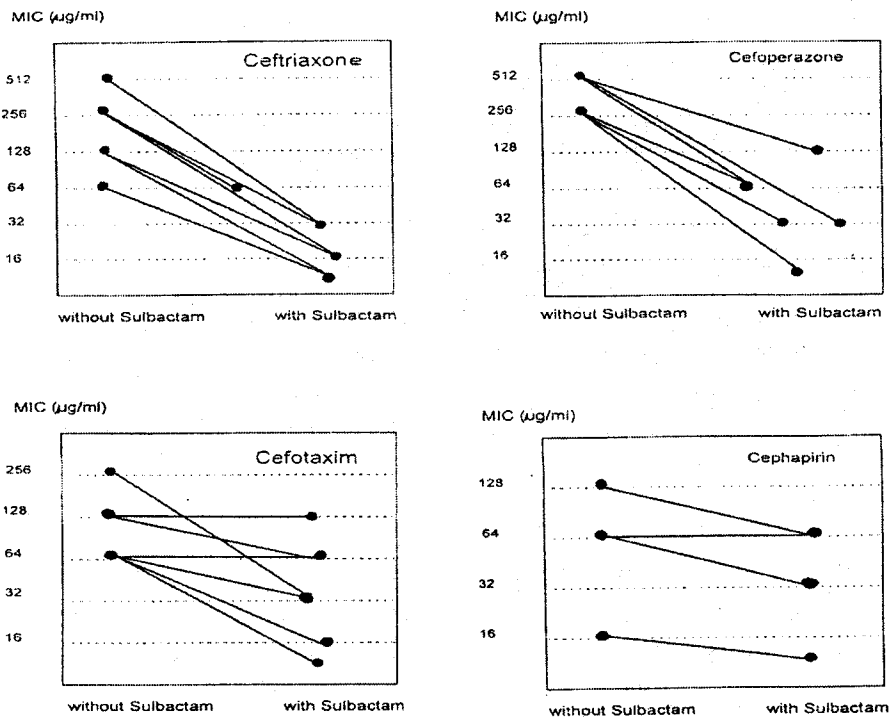 MIC (µg/ml)
Ceftriaxone
512
256
128
64
32
16
without Sulbactam with Sulbactam
MIC (µg/ml)
Cefoperazone
512
256
128
64
32
16
without Sulbactam with Sulbactam
MIC (µg/ml)
Cefotaxim
256
128
64
32
16
without Sulbactam with Sulbactam
MIC (µg/ml)
Cephapirin
128
64
32
16
without Sulbactam with Sulbactam